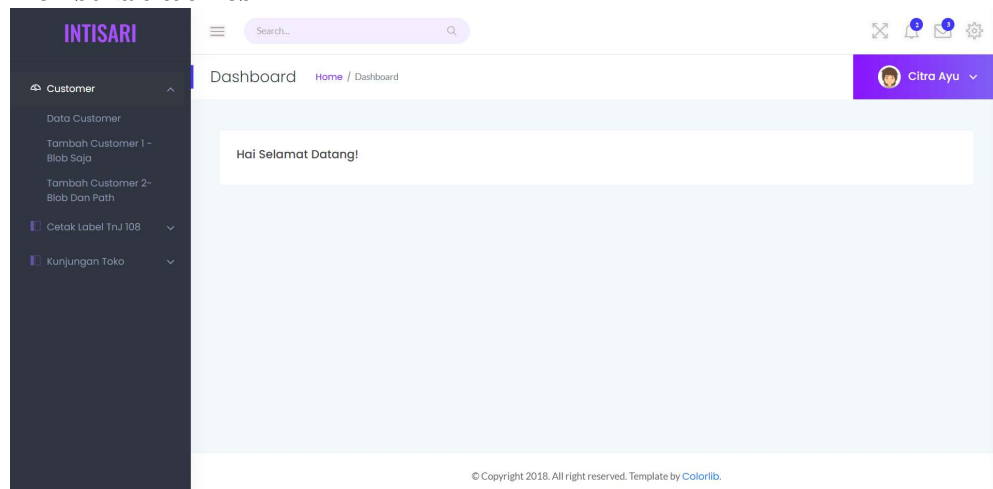 INTISARI
Search...
2
3
Dashboard Home / Dashboard
Citra Ayu
Customer
Data Customer
Tambah Customer 1 -
Blob Saja
Tambah Customer 2-
Blob Dan Path
Cetak Label TnJ 108
Kunjungan Toko
Hai Selamat Datang!
© Copyright 2018. All right reserved. Template by Colorlib.